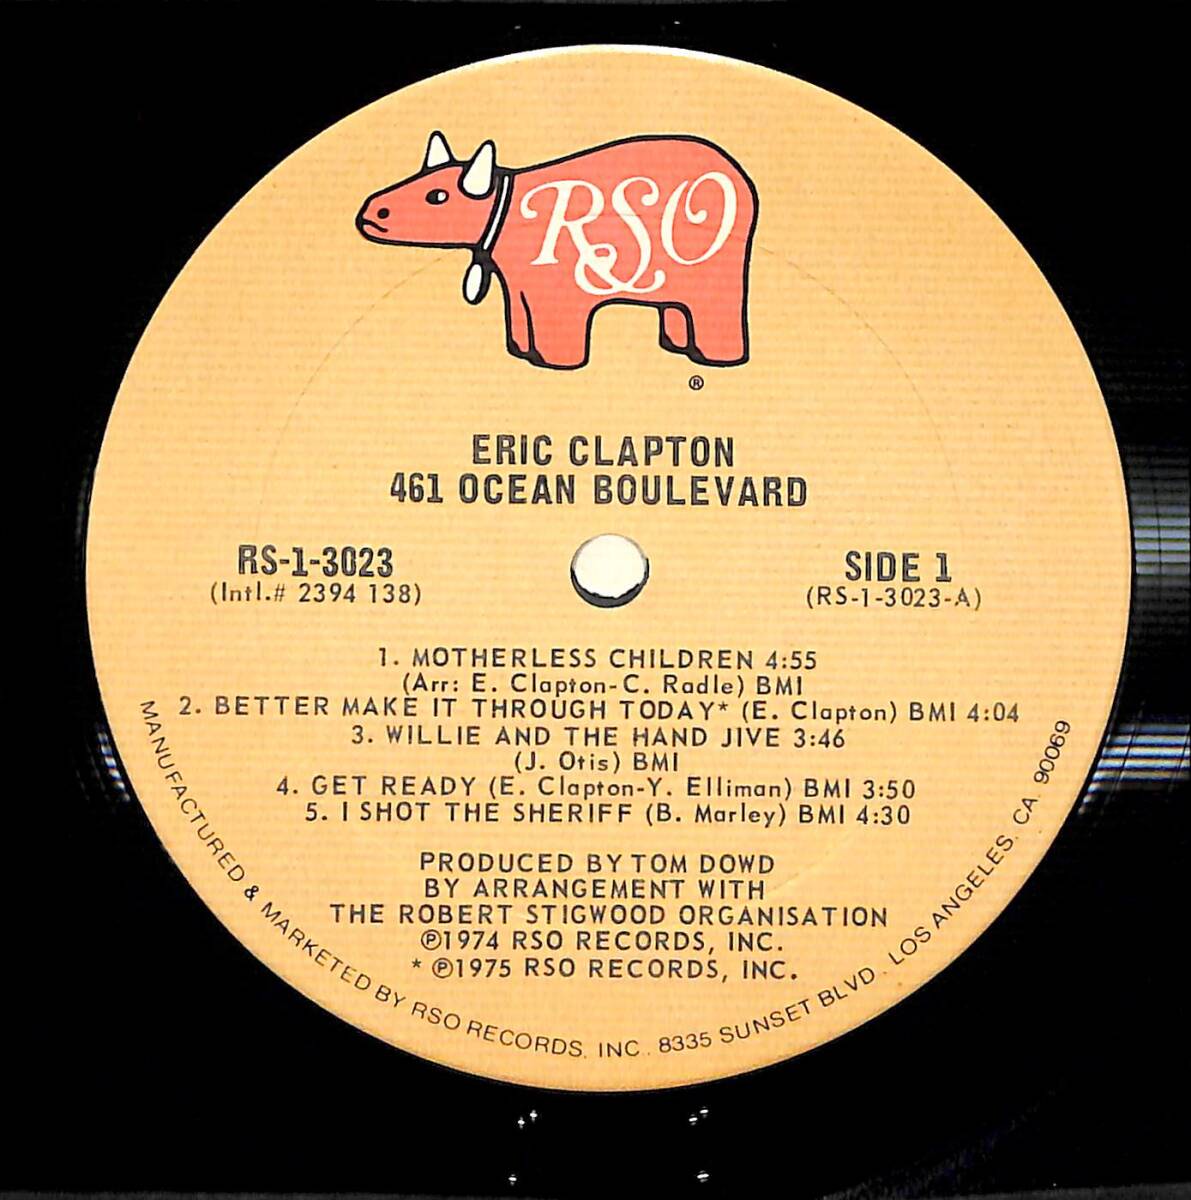 RSO
®
ERIC CLAPTON
461 OCEAN BOULEVARD
RS-1-3023
(Intl.# 2394 138)
SIDE 1
(RS-1-3023-A)
1. MOTHERLESS CHILDREN 4:55
(Arr: E. Clapton-C. Radle) BMI
2. BETTER MAKE IT THROUGH TODAY* (E. Clapton) BMI 4:04
3. WILLIE AND THE HAND JIVE 3:46
(J. Otis) BMI
4. GET READY (E. Clapton-Y. Elliman) BMI 3:50
5. I SHOT THE SHERIFF (B. Marley) BMI 4:30
PRODUCED BY TOM DOWD
BY ARRANGEMENT WITH
THE ROBERT STIGWOOD ORGANISATION
℗1974 RSO RECORDS, INC.
* ℗1975 RSO RECORDS, INC.
MANUFACTURED & MARKETED BY RSO RECORDS, INC. 8335 SUNSET BLVD. LOS ANGELES, CA. 90069